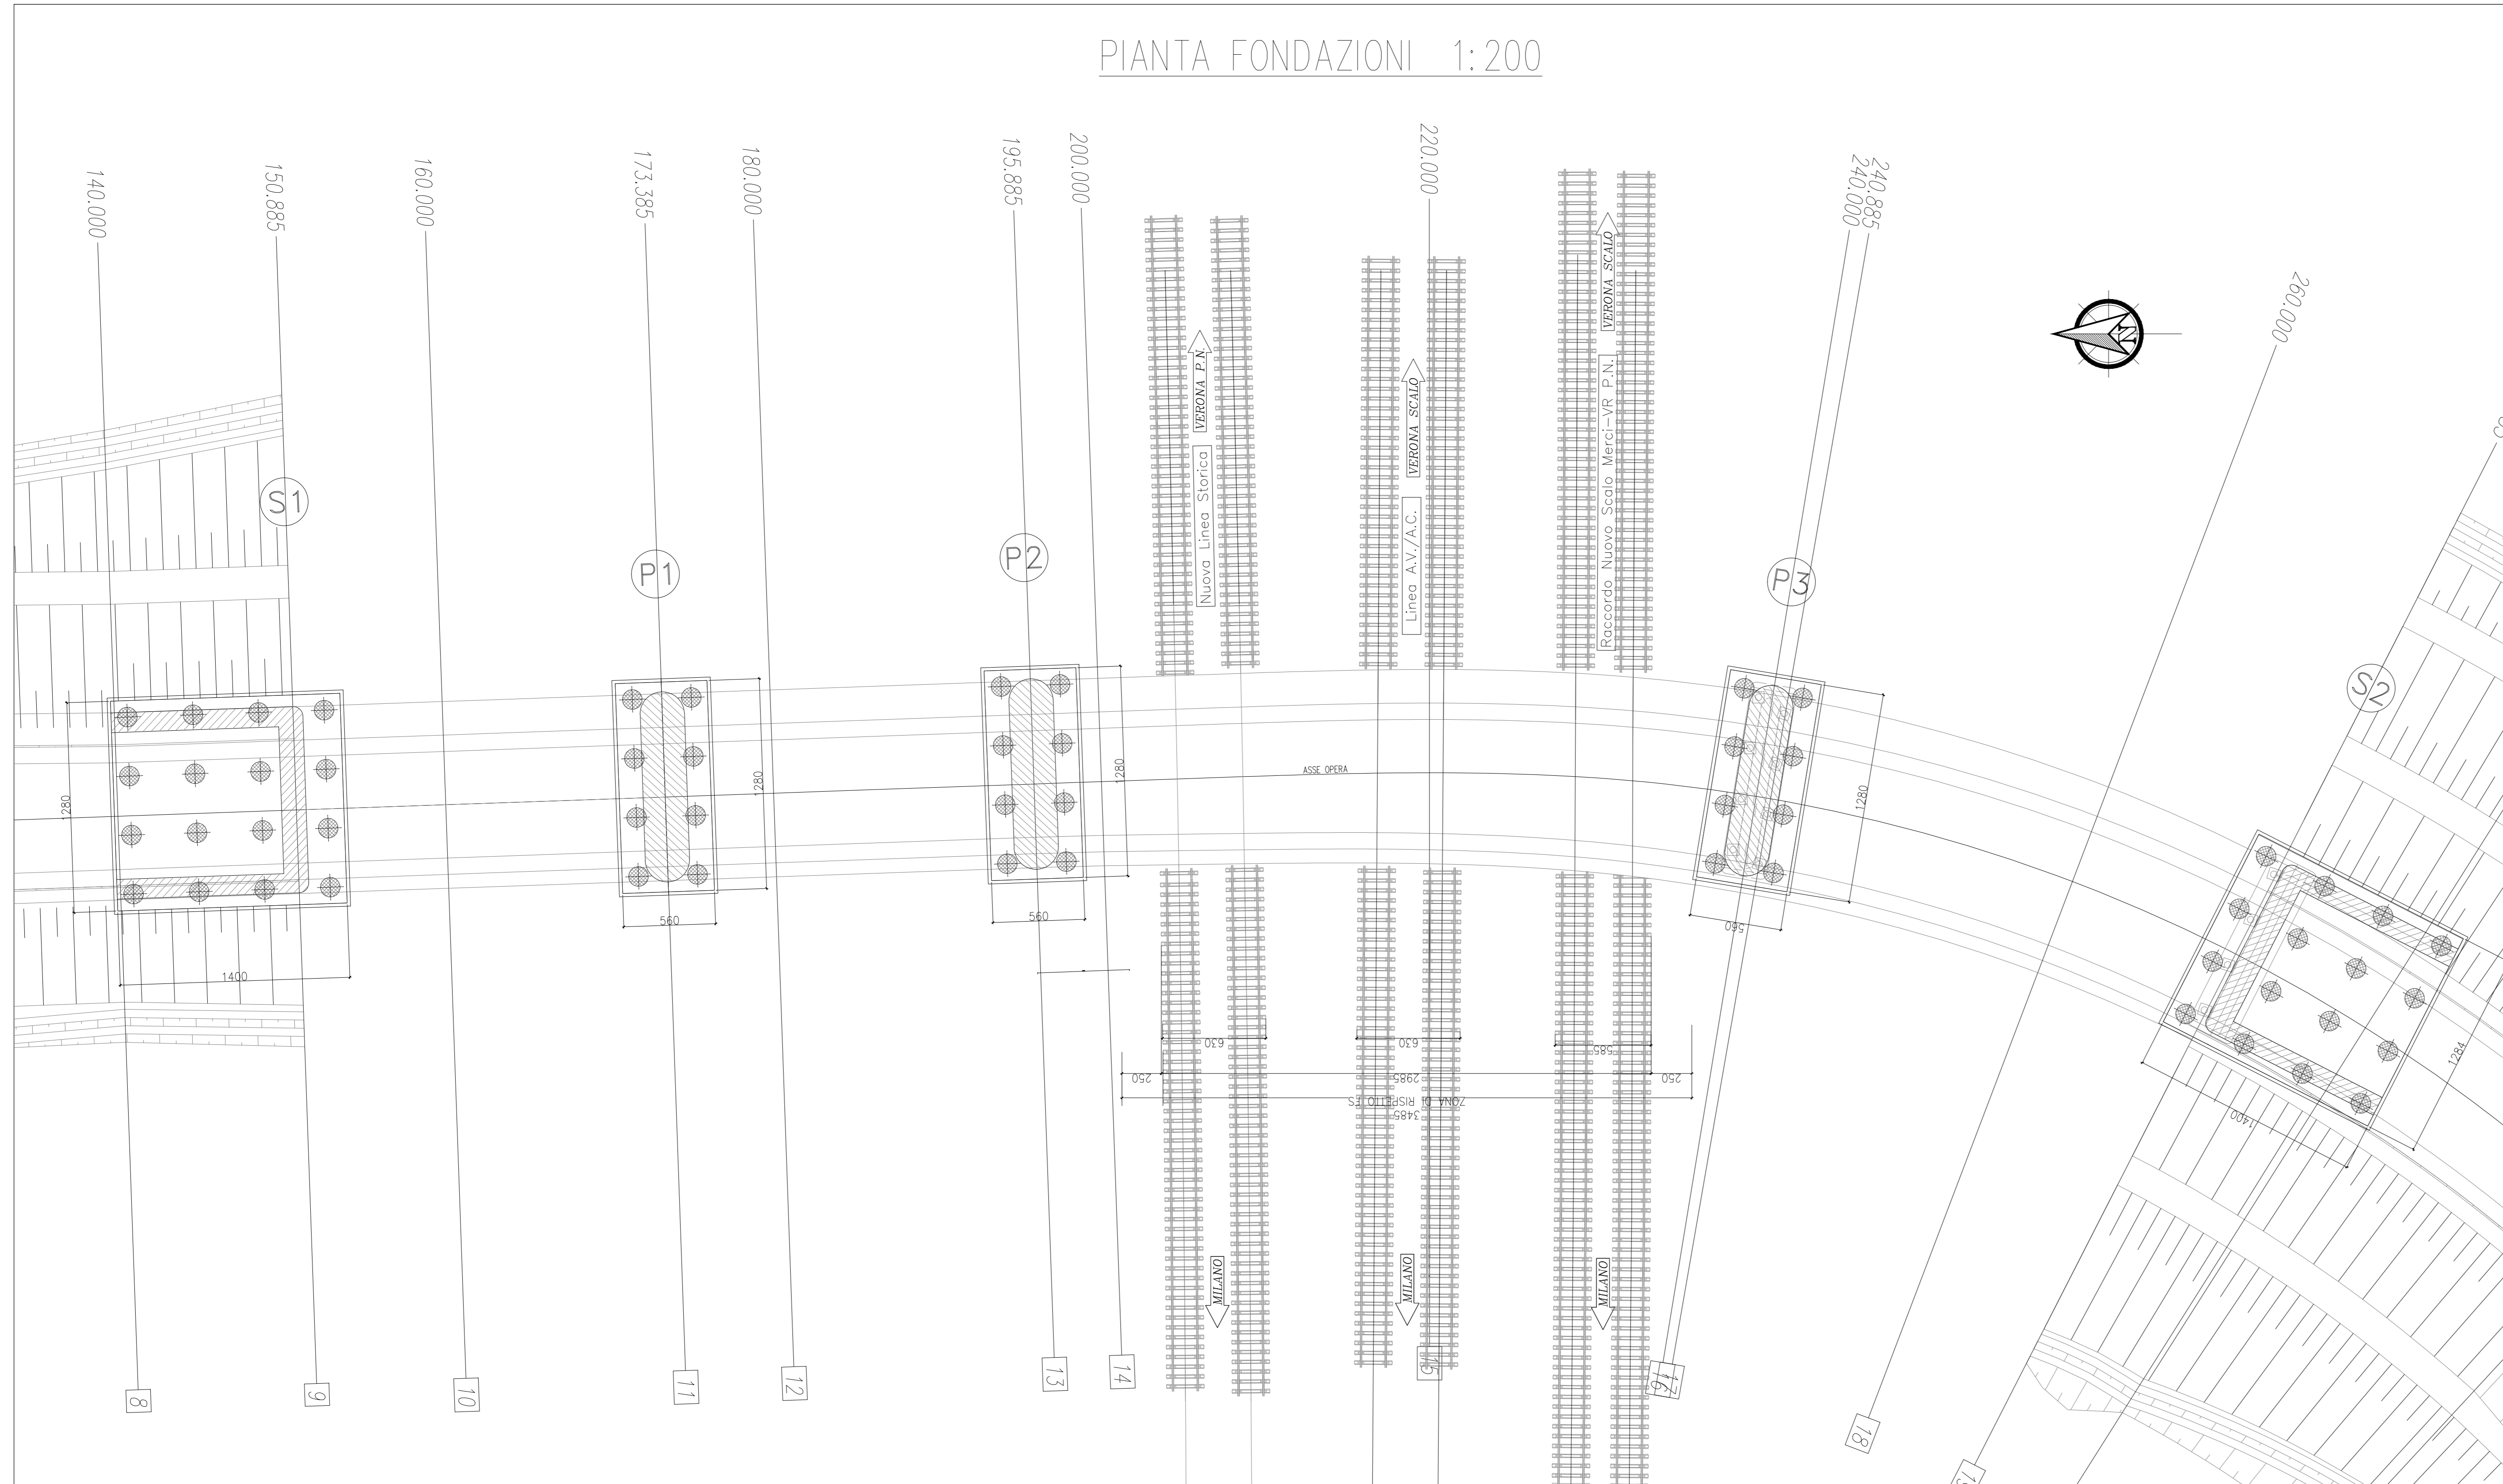 PIANTA FONDAZIONI 1:200
140.000
150.885
160.000
173.385
180.000
195.885
200.000
220.000
240.000
240.885
260.000
N
S1
P1
P2
P3
S2
VERONA P.N.
Nuova Linea Storica
VERONA SCALO
Linea A.V./A.C.
VERONA SCALO
Raccordo Nuovo Scalo Merci-VR P.N.
ASSE OPERA
1280
1400
1280
560
1280
560
1280
560
1284
1400
630
630
585
250
2985
250
ZONA DI RISPETTO FS
3485
MILANO
MILANO
MILANO
8
9
10
11
12
13
14
15
16
17
18